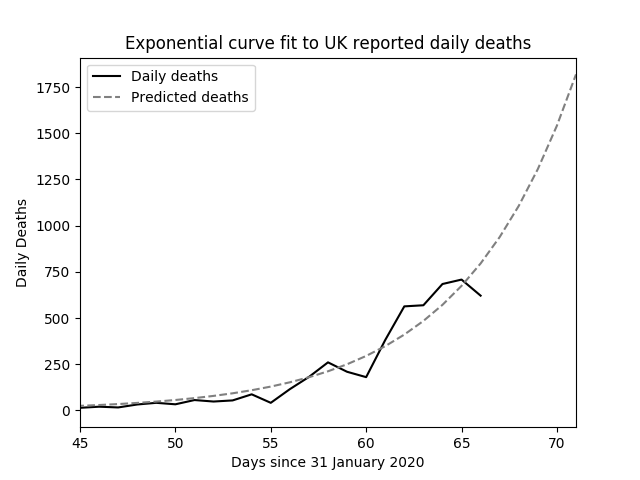 Exponential curve fit to UK reported daily deaths
Daily deaths
Predicted deaths
1750
1500
1250
1000
750
500
250
0
Daily Deaths
45 50 55 60 65 70
Days since 31 January 2020